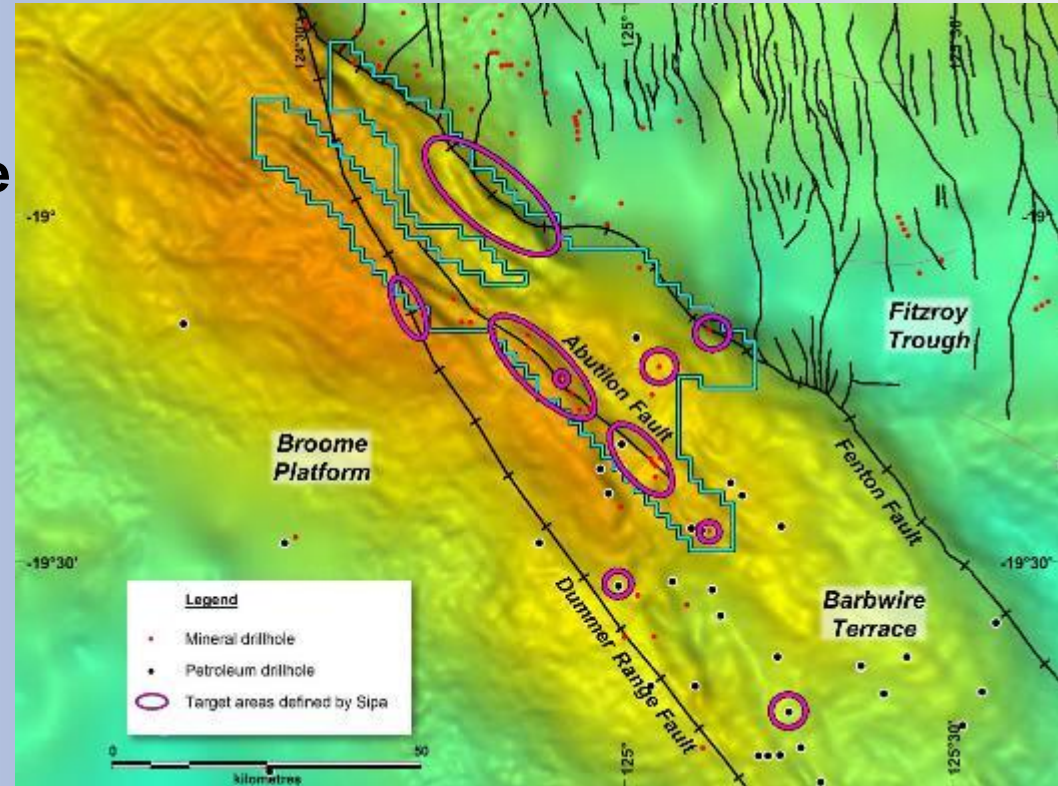 124°30'
125°
125°30'
e
-19°
-19°
Fitzroy
Trough
Abutilon Fault
Broome
Platform
Fenton Fault
-19°30'
-19°30'
Barbwire
Terrace
Dummer Range Fault
Legend
Mineral drillhole
Petroleum drillhole
Target areas defined by Sipa
0
50
kilometres
125°
125°30'